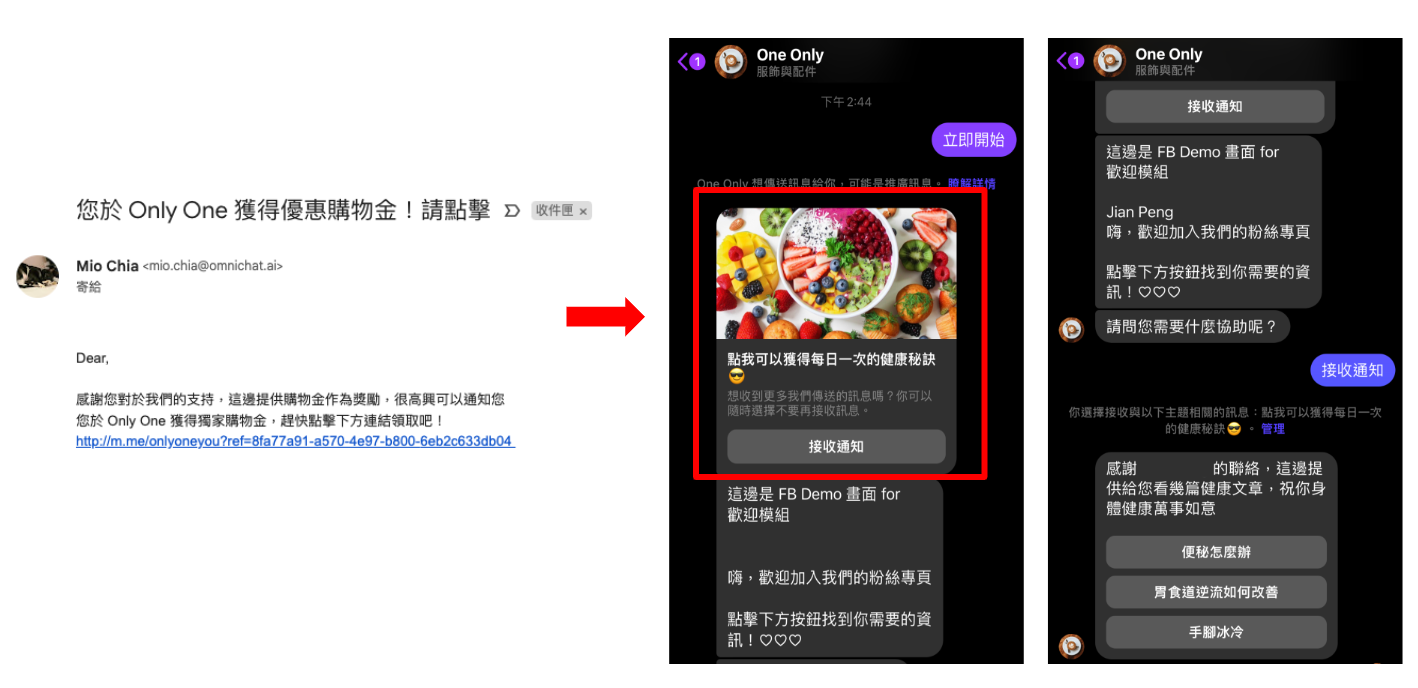 您於 Only One 獲得優惠購物金！請點擊
收件匣 ×
Mio Chia <mio.chia@omnichat.ai>
寄給
Dear,
感謝您對於我們的支持，這邊提供購物金作為獎勵，很高興可以通知您
您於 Only One 獲得獨家購物金，趕快點擊下方連結領取吧！
http://m.me/onlyoneyou?ref=8fa77a91-a570-4e97-b800-6eb2c633db04
1
One Only
服飾與配件
下午 2:44
立即開始
One Only 想傳送訊息給你，可能是推廣訊息。瞭解詳情
點我可以獲得每日一次的健康秘訣
😎
想收到更多我們傳送的訊息嗎？你可以
隨時選擇不要再接收訊息。
接收通知
這邊是 FB Demo 畫面 for
歡迎模組
嗨，歡迎加入我們的粉絲專頁
點擊下方按鈕找到你需要的資
訊！♡♡♡
1
One Only
服飾與配件
接收通知
這邊是 FB Demo 畫面 for
歡迎模組
Jian Peng
嗨，歡迎加入我們的粉絲專頁
點擊下方按鈕找到你需要的資
訊！♡♡♡
請問您需要什麼協助呢？
接收通知
你選擇接收與以下主題相關的訊息：點我可以獲得每日一次
的健康秘訣😎 。管理
感謝 的聯絡，這邊提
供給您看幾篇健康文章，祝你身
體健康萬事如意
便秘怎麼辦
胃食道逆流如何改善
手腳冰冷